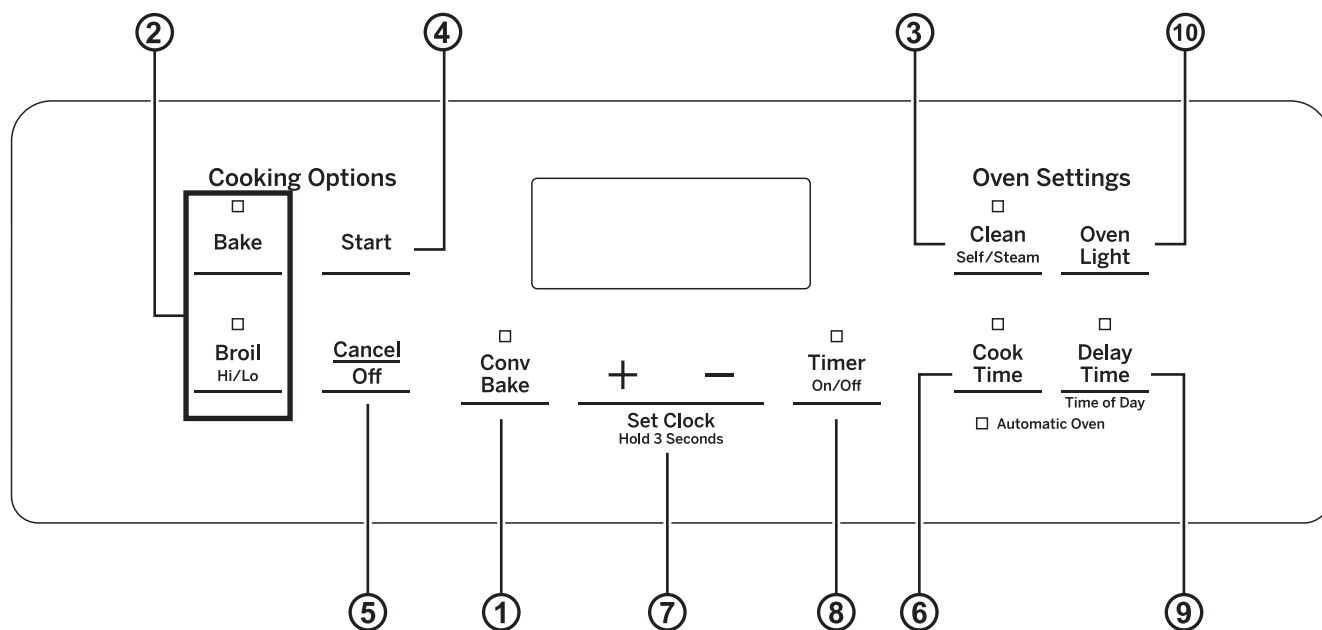 2
4
3
10
Cooking Options
Oven Settings
Bake
Start
Clean
Self/Steam
Oven
Light
Broil
Hi/Lo
Cancel
Off
Conv
Bake
+ −
Set Clock
Hold 3 Seconds
Timer
On/Off
Cook
Time
Delay
Time
Time of Day
Automatic Oven
5
1
7
8
6
9